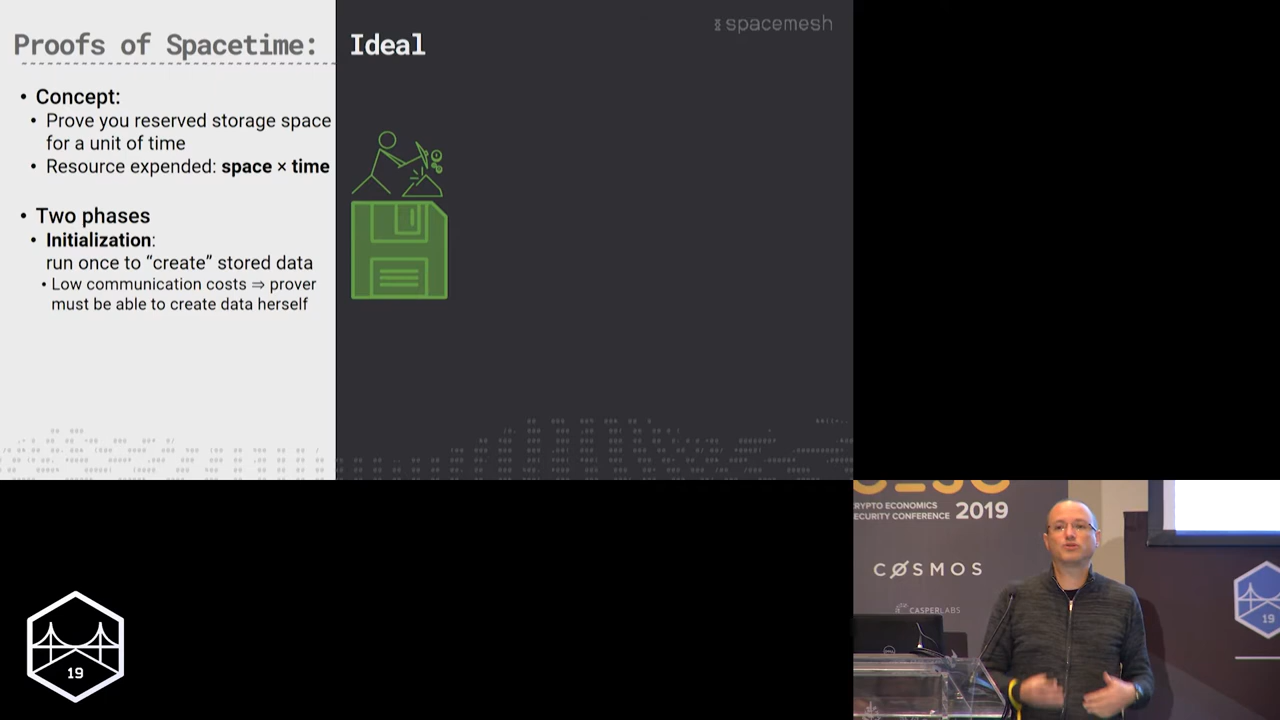 Proofs of Spacetime: Ideal
spacemesh
• Concept:
• Prove you reserved storage space
for a unit of time
• Resource expended: space × time
• Two phases
• Initialization:
run once to “create” stored data
• Low communication costs ⇒ prover
must be able to create data herself
CRYPTO ECONOMICS
SECURITY CONFERENCE 2019
CØSMOS
CASPERLABS
DELL
19
19